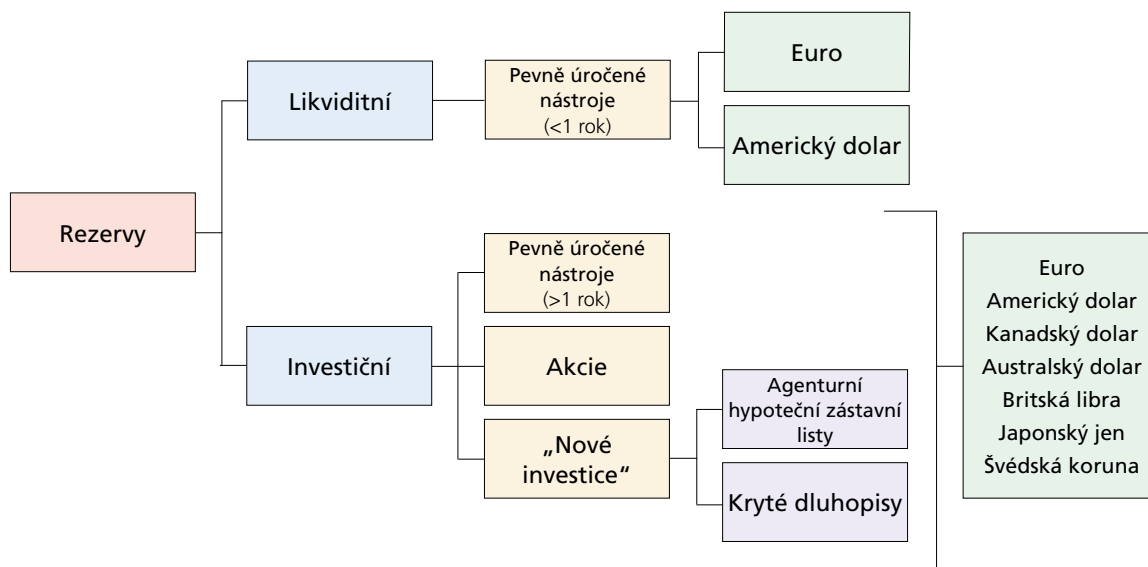 Rezervy
Likviditní
Pevně úročené
nástroje
(<1 rok)
Euro
Americký dolar
Investiční
Pevně úročené
nástroje
(>1 rok)
Akcie
„Nové
investice“
Agenturní
hypoteční zástavní
listy
Kryté dluhopisy
Euro
Americký dolar
Kanadský dolar
Australský dolar
Britská libra
Japonský jen
Švédská koruna